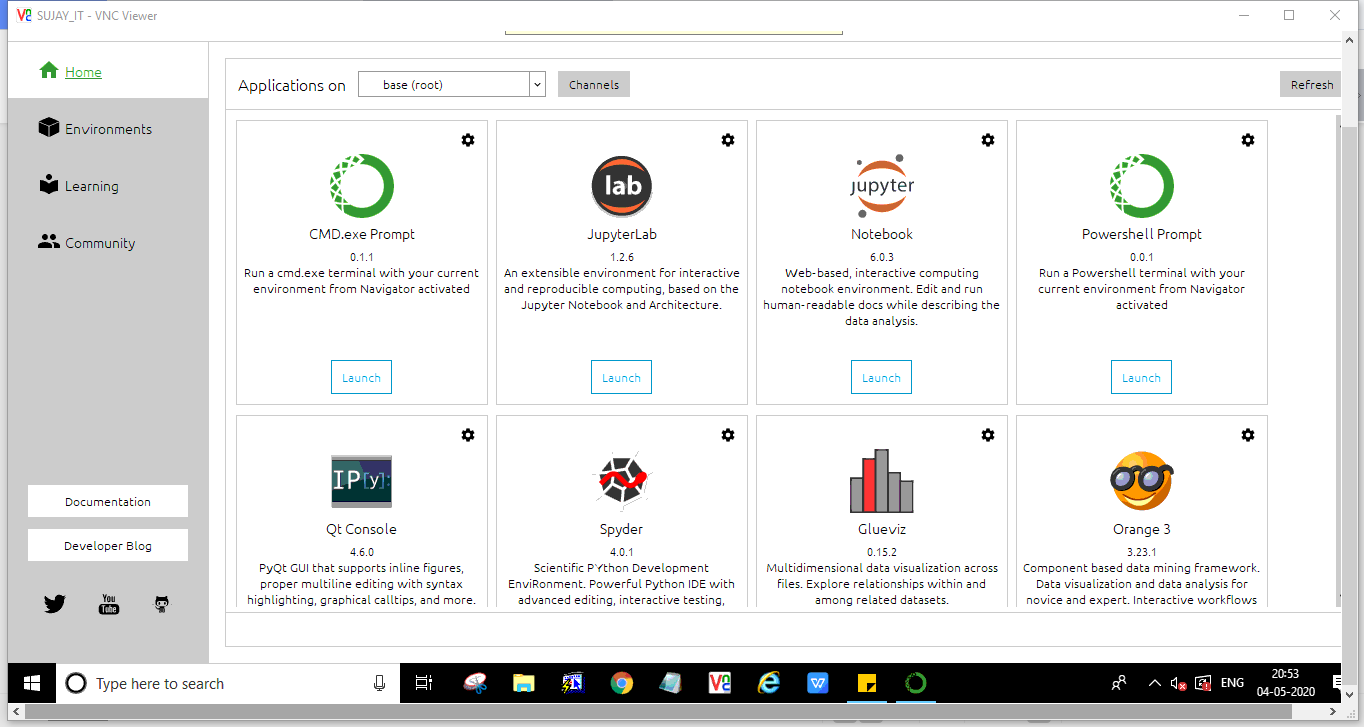 SUJAY_IT - VNC Viewer
Home
Applications on
base (root)
Channels
Refresh
Environments
Learning
Community
Documentation
Developer Blog
You
Tube
CMD.exe Prompt
0.1.1
Run a cmd.exe terminal with your current
environment from Navigator activated
Launch
lab
JupyterLab
1.2.6
An extensible environment for interactive
and reproducible computing, based on the
Jupyter Notebook and Architecture.
Launch
jupyter
Notebook
6.0.3
Web-based, interactive computing
notebook environment. Edit and run
human-readable docs while describing the
data analysis.
Launch
Powershell Prompt
0.0.1
Run a Powershell terminal with your
current environment from Navigator
activated
Launch
IP[y]:
Qt Console
4.6.0
PyQt GUI that supports inline figures,
proper multiline editing with syntax
highlighting, graphical calltips, and more.
Spyder
4.0.1
Scientific PYthon Development
EnviRonment. Powerful Python IDE with
advanced editing, interactive testing,
Glueviz
0.15.2
Multidimensional data visualization across
files. Explore relationships within and
among related datasets.
Orange 3
3.23.1
Component based data mining framework.
Data visualization and data analysis for
novice and expert. Interactive workflows
Type here to search
ENG
20:53
04-05-2020